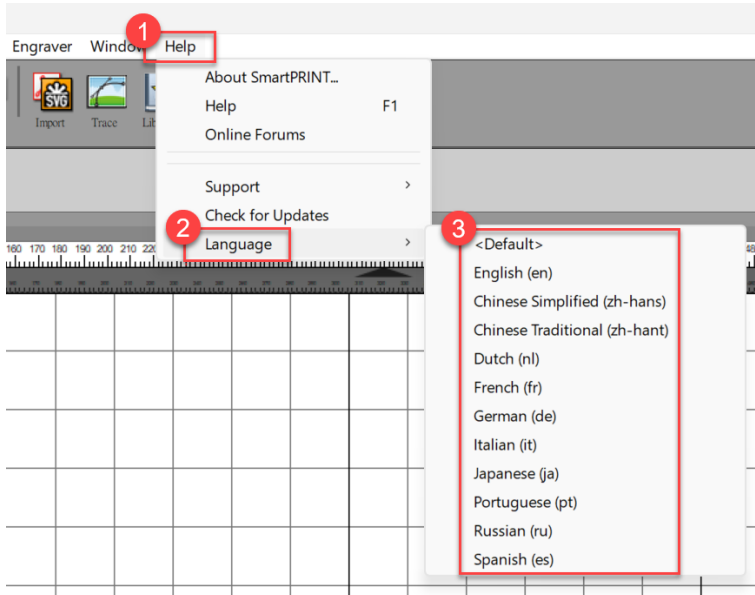 1
Engraver Window Help
About SmartPRINT...
SVG
Help F1
Import Trace
Online Forums
Support >
2
Check for Updates
3
Language >
160 170 180 190 200 210
<Default>
English (en)
Chinese Simplified (zh-hans)
Chinese Traditional (zh-hant)
Dutch (nl)
French (fr)
German (de)
Italian (it)
Japanese (ja)
Portuguese (pt)
Russian (ru)
Spanish (es)